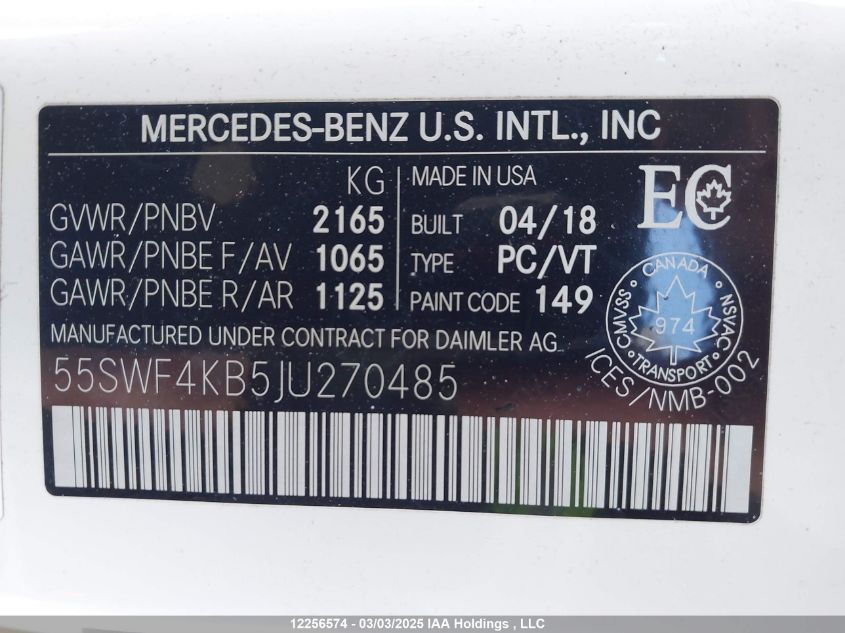 MERCEDES-BENZ U.S. INTL., INC
KG
GVWR/PNBV 2165
GAWR/PNBE F/AV 1065
GAWR/PNBE R/AR 1125
MADE IN USA
BUILT 04/18
TYPE PC/VT
PAINT CODE 149
EC
CANADA
CMVSS NSVAC
974
TRANSPORT
ICES/NMB-002
MANUFACTURED UNDER CONTRACT FOR DAIMLER AG
55SWF4KB5JU270485
12256574 - 03/03/2025 IAA Holdings , LLC